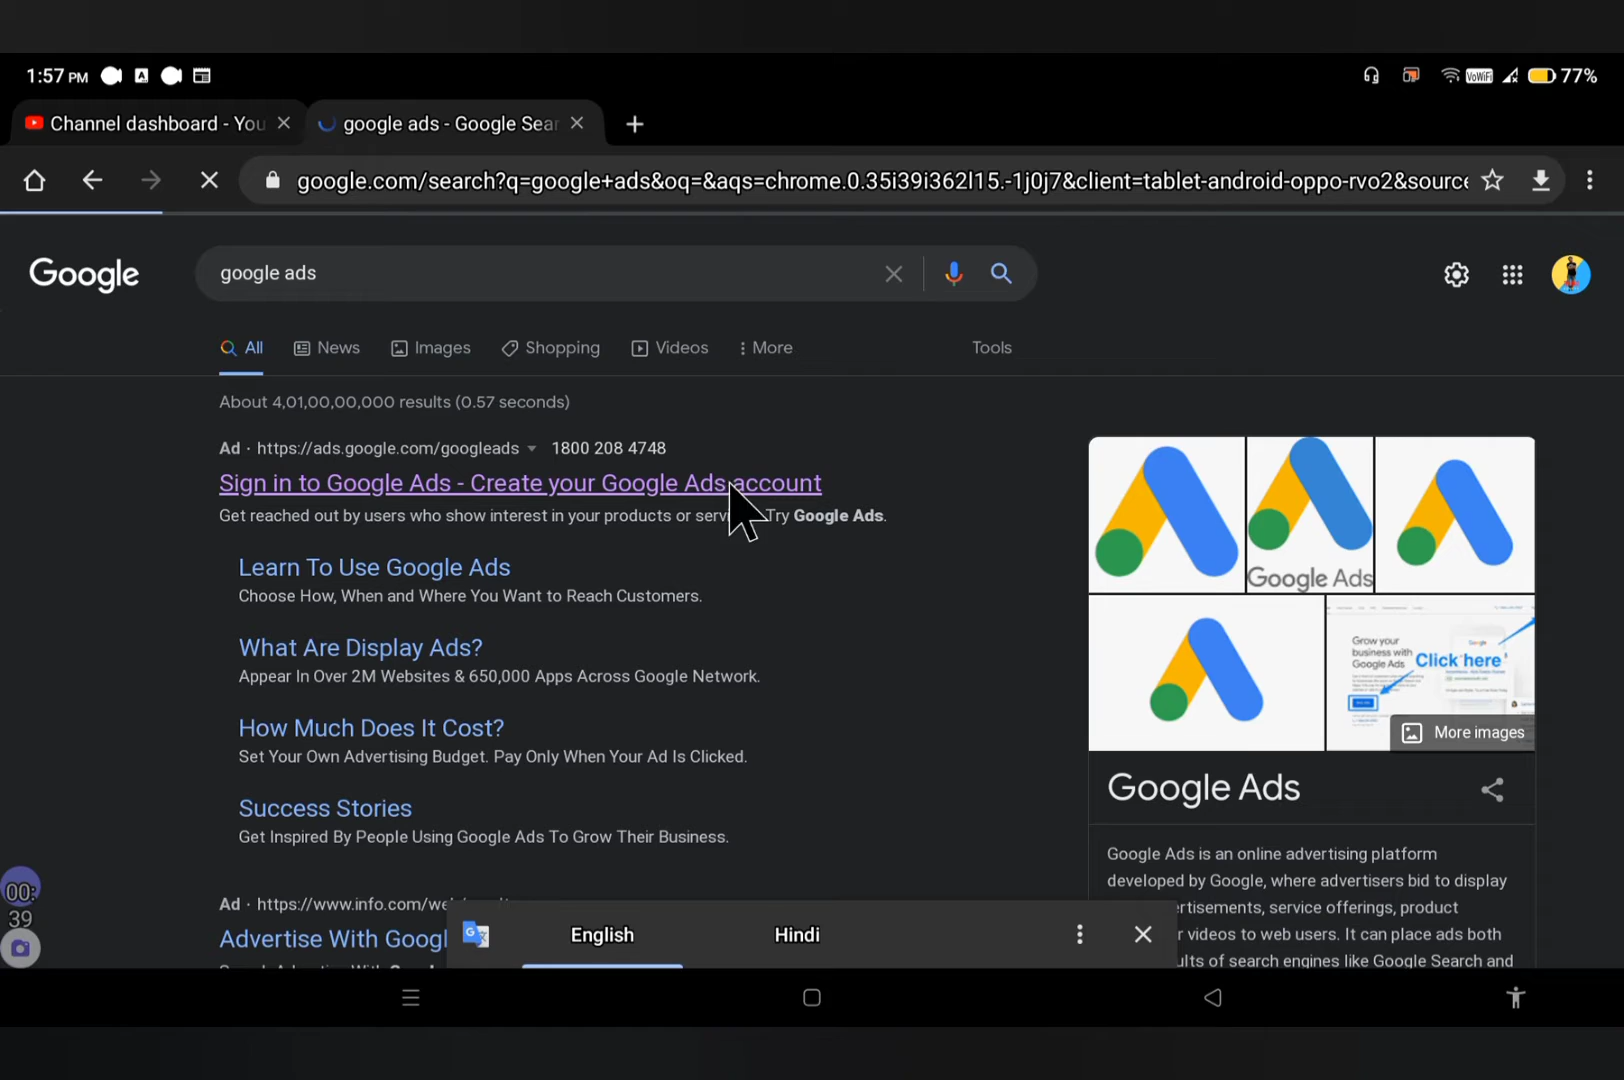 1:57 PM
VoWiFi
77%
Channel dashboard - You
google ads - Google Sear
google.com/search?q=google+ads&oq=&aqs=chrome.0.35i39i362l15.-1j0j7&client=tablet-android-oppo-rvo2&source
Google
google ads
All
News
Images
Shopping
Videos
More
Tools
About 4,01,00,00,000 results (0.57 seconds)
Ad · https://ads.google.com/googleads 1800 208 4748
Sign in to Google Ads - Create your Google Ads account
Get reached out by users who show interest in your products or Try Google Ads.
Learn To Use Google Ads
Choose How, When and Where You Want to Reach Customers.
What Are Display Ads?
Appear In Over 2M Websites & 650,000 Apps Across Google Network.
How Much Does It Cost?
Set Your Own Advertising Budget. Pay Only When Your Ad Is Clicked.
Success Stories
Get Inspired By People Using Google Ads To Grow Their Business.
Ad · https://www.info.com/we
Advertise With Googl
Google Ads
Grow your
business with
Google Ads
Click here
More images
Google Ads
Google Ads is an online advertising platform
developed by Google, where advertisers bid to display
rtisements, service offerings, product
r videos to web users. It can place ads both
ults of search engines like Google Search and
English
Hindi
00:
39